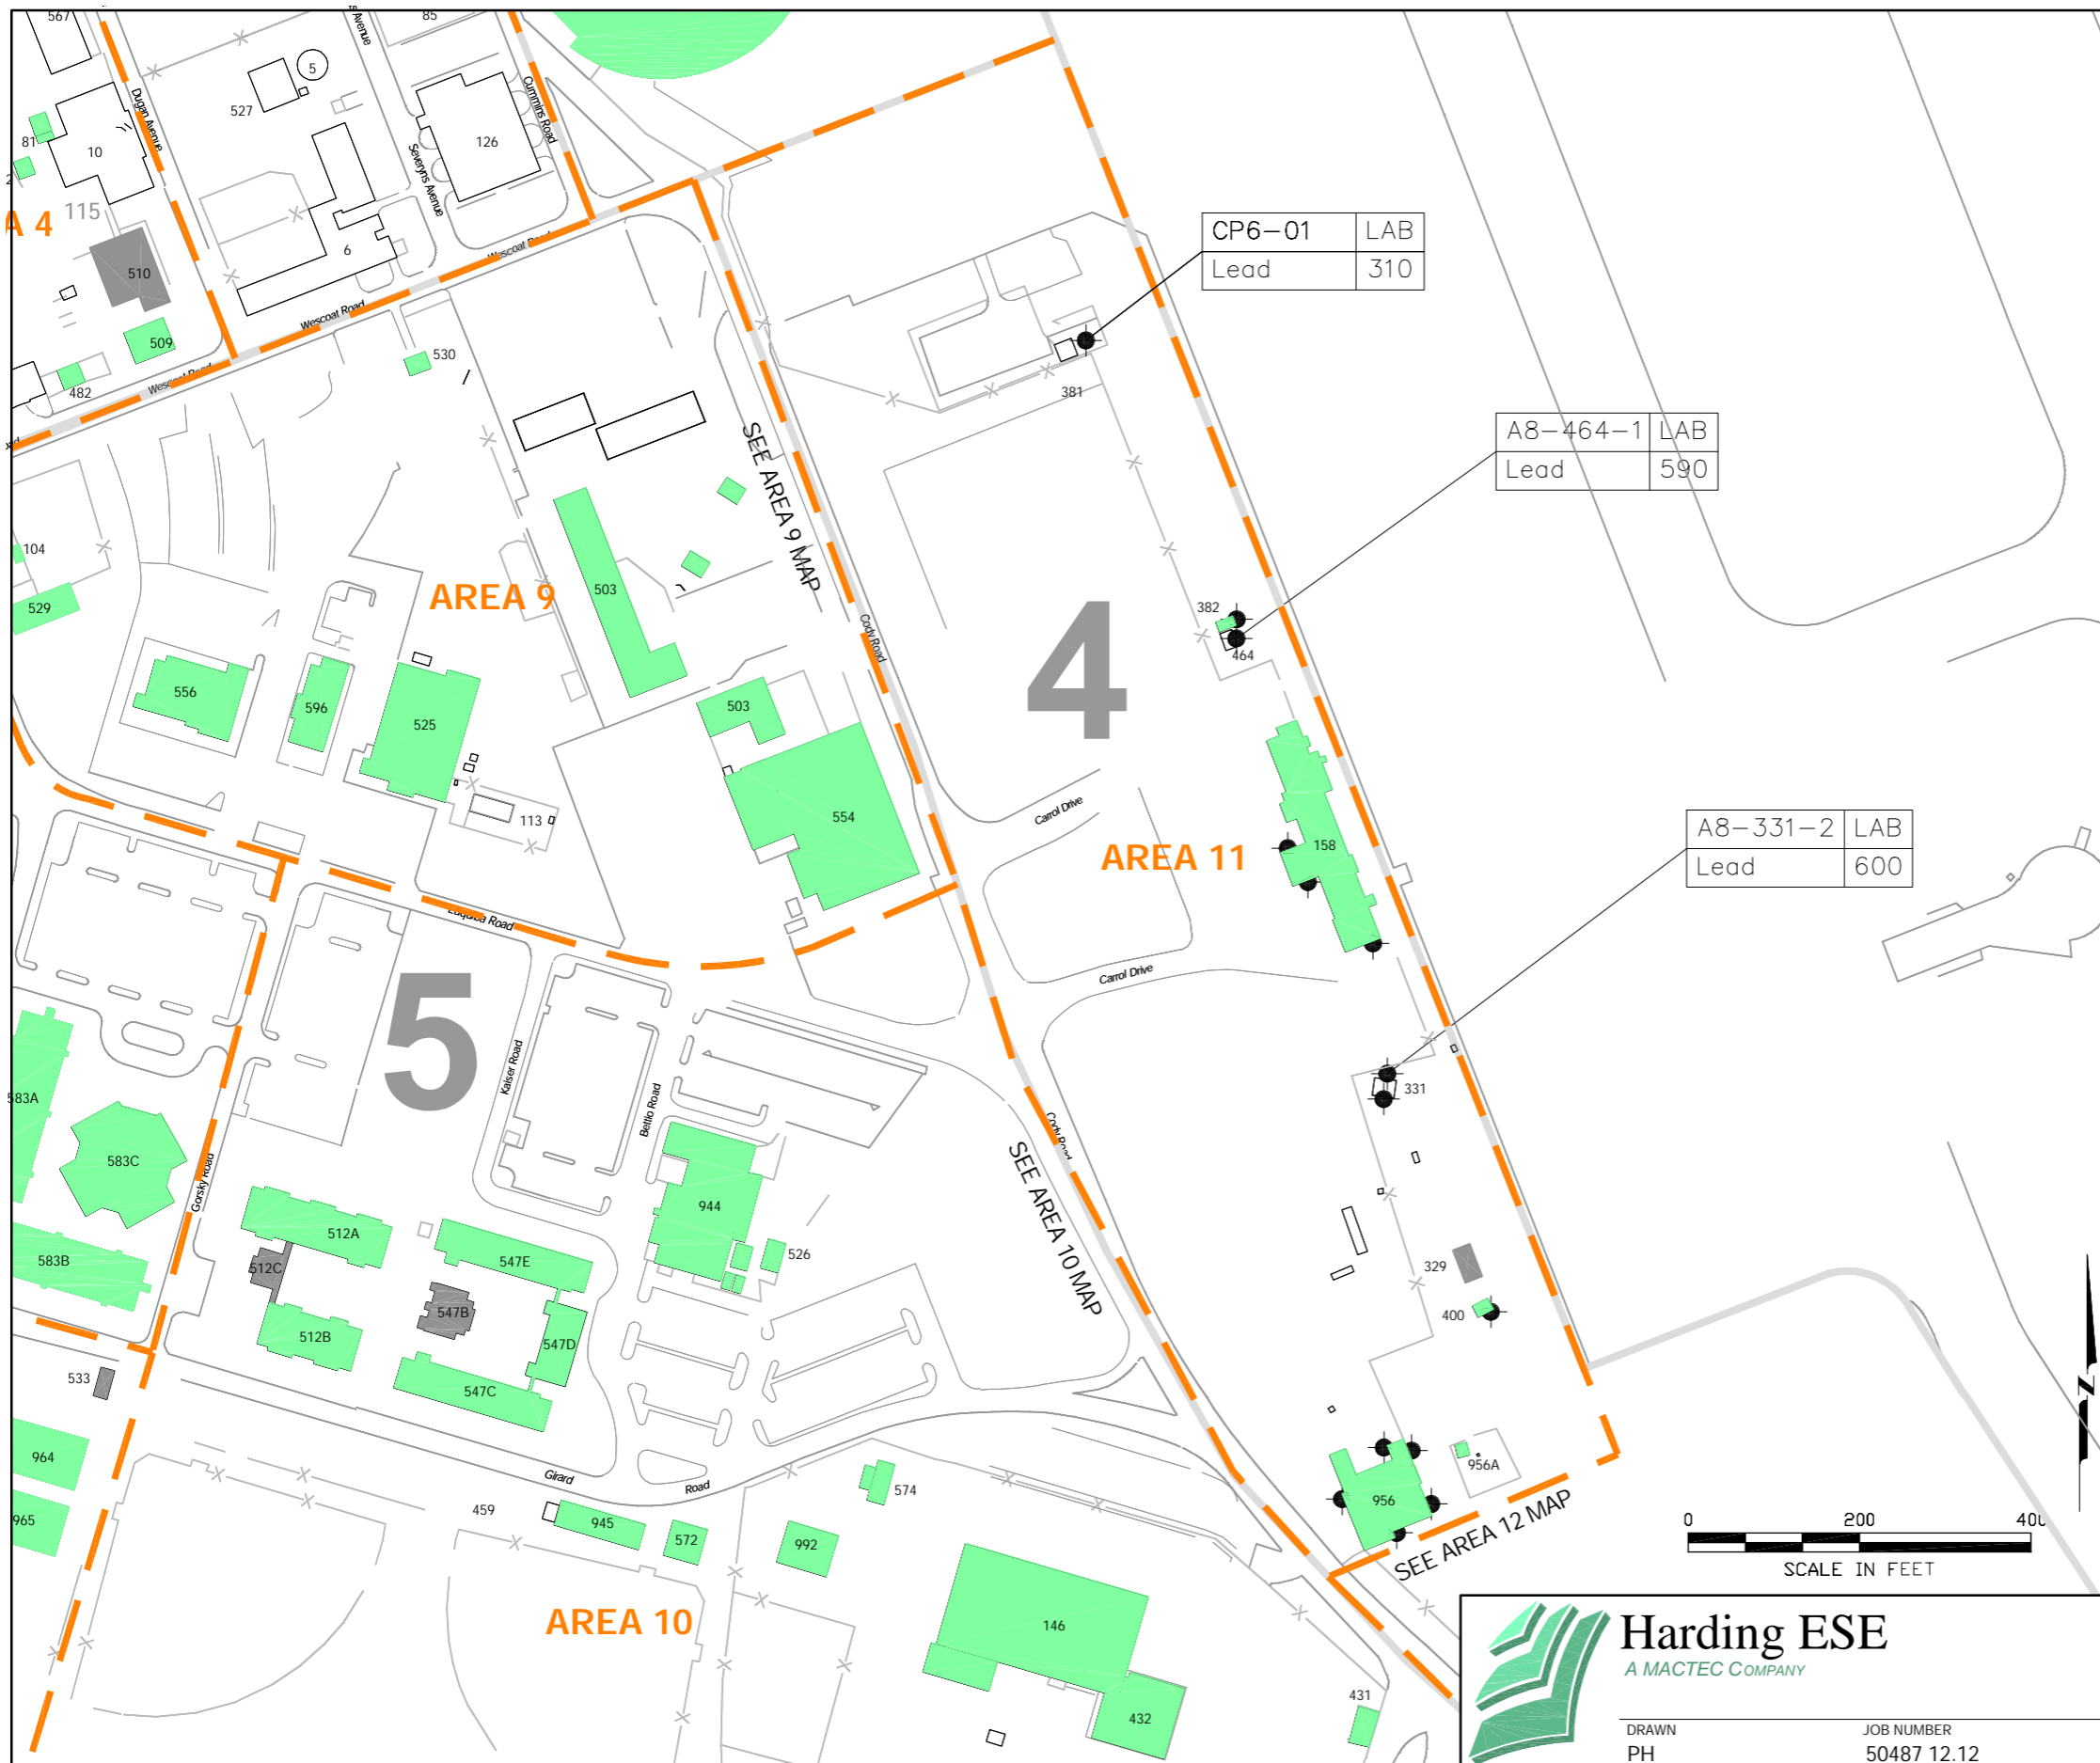 567
85
5
527
Dugan Avenue
Cummins Road
126
81
10
Severyns Avenue
A 4
115
6
510
Wescoat Road
Wescoat Road
509
530
Wescoat Road
482
CP6-01 LAB
Lead 310
381
A8-464-1 LAB
Lead 590
SEE AREA 9 MAP
104
529
AREA 9
503
Cody Road
4
382
464
556
596
525
503
113
554
Carrol Drive
AREA 11
158
A8-331-2 LAB
Lead 600
Carrol Drive
5
Kaiser Road
Bettlo Road
583A
583C
Gorsky Road
331
Cody Road
SEE AREA 10 MAP
944
512A
583B
512C
547E
526
329
547B
400
512B
547D
533
547C
N
964
Girard
Road
574
956A
965
459
945
572
992
956
SEE AREA 12 MAP
0 200 400
SCALE IN FEET
AREA 10
146
432
431
Harding ESE
A MACTEC COMPANY
DRAWN JOB NUMBER
PH 50487 12.12